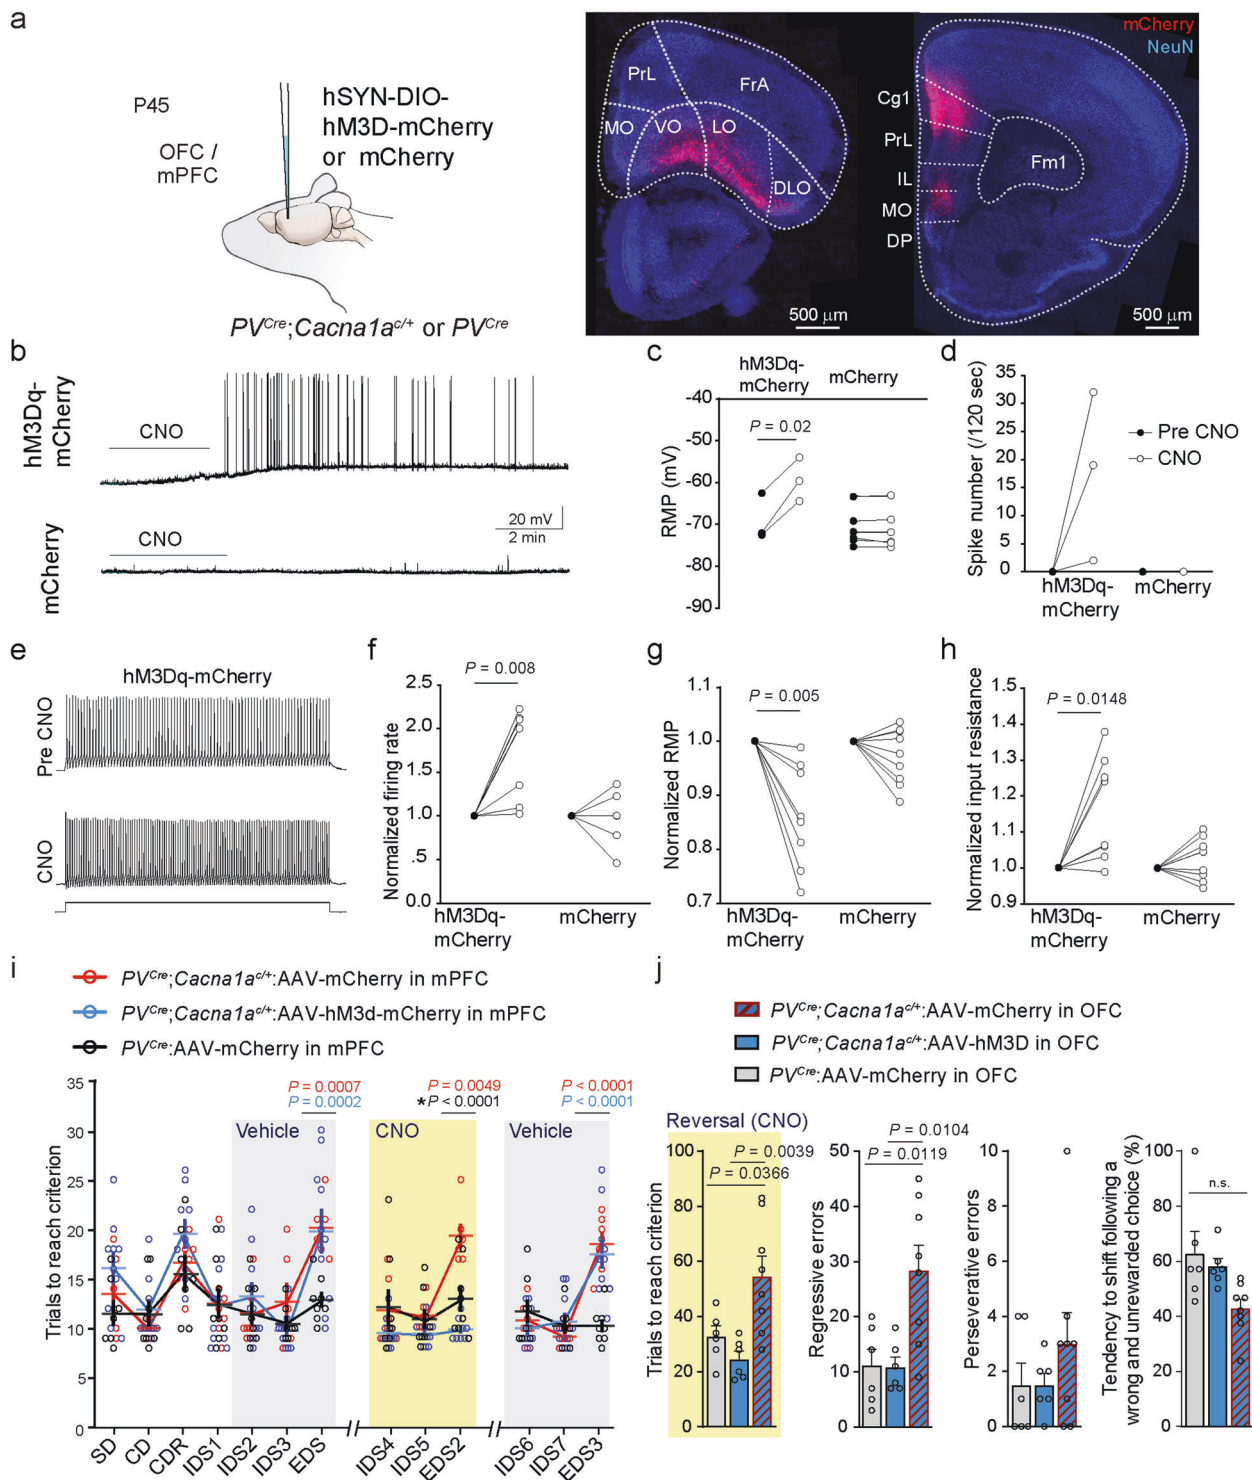 a
P45
OFC /
mPFC
hSYN-DIO-
hM3D-mCherry
or mCherry
PV^Cre;Cacna1a^c/+ or PV^Cre
mCherry
NeuN
PrL
FrA
MO
VO
LO
DLO
500 µm
Cg1
PrL
IL
MO
DP
Fm1
500 µm
b
hM3Dq-
mCherry
CNO
mCherry
CNO
20 mV
2 min
c
hM3Dq-
mCherry
mCherry
RMP (mV)
-40
-50
-60
-70
-80
-90
P = 0.02
d
Spike number (/120 sec)
35
30
25
20
15
10
5
0
Pre CNO
CNO
hM3Dq-
mCherry
mCherry
e
hM3Dq-mCherry
Pre CNO
CNO
f
P = 0.008
Normalized firing rate
2.5
2.0
1.5
1.0
.5
0.0
hM3Dq-
mCherry
mCherry
g
P = 0.005
Normalized RMP
1.1
1.0
0.9
0.8
0.7
hM3Dq-
mCherry
mCherry
h
P = 0.0148
Normalized input resistance
1.5
1.4
1.3
1.2
1.1
1.0
0.9
hM3Dq-
mCherry
mCherry
i
PV^Cre;Cacna1a^c/+:AAV-mCherry in mPFC
PV^Cre;Cacna1a^c/+:AAV-hM3d-mCherry in mPFC
PV^Cre:AAV-mCherry in mPFC
Trials to reach criterion
35
30
25
20
15
10
5
0
P = 0.0007
P = 0.0002
Vehicle
P = 0.0049
*P < 0.0001
CNO
P < 0.0001
P < 0.0001
Vehicle
SD
CD
CDR
IDS1
IDS2
IDS3
EDS
IDS4
IDS5
EDS2
IDS6
IDS7
EDS3
j
PV^Cre;Cacna1a^c/+:AAV-mCherry in OFC
PV^Cre;Cacna1a^c/+:AAV-hM3D in OFC
PV^Cre:AAV-mCherry in OFC
Reversal (CNO)
Trials to reach criterion
100
80
60
40
20
0
P = 0.0039
P = 0.0366
Regressive errors
50
40
30
20
10
0
P = 0.0104
P = 0.0119
Perseverative errors
10
8
6
4
2
0
Tendency to shift following a
wrong and unrewarded choice (%)
100
80
60
40
20
0
n.s.